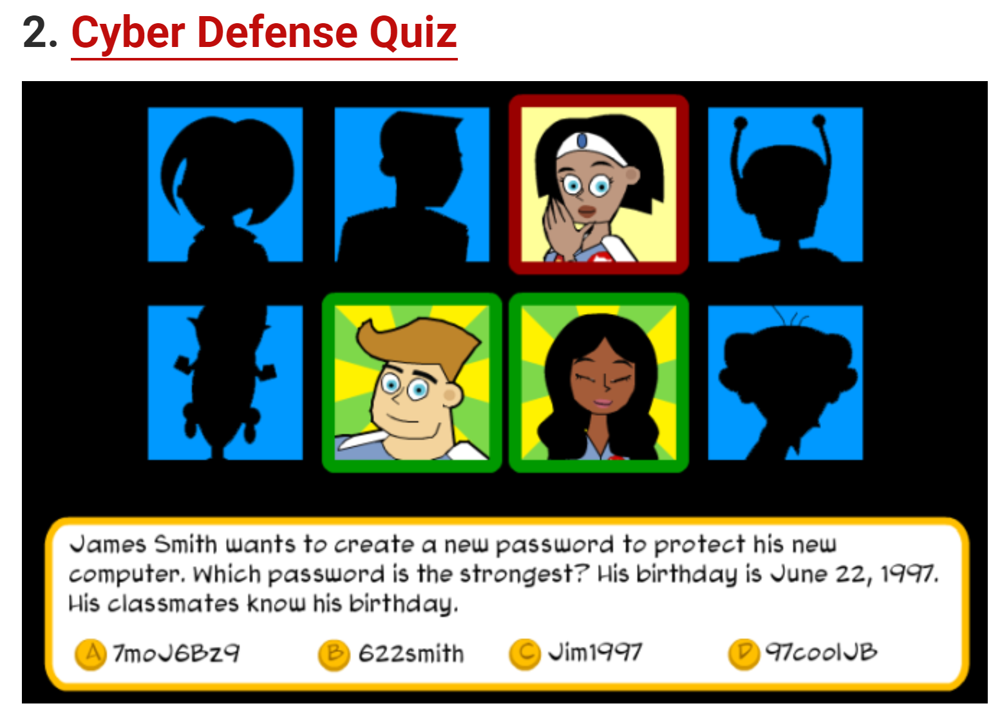 2. Cyber Defense Quiz
James Smith wants to create a new password to protect his new
computer. Which password is the strongest? His birthday is June 22, 1997.
His classmates know his birthday.
A 7moJ6Bz9 B 622smith C Jim1997 D 97coolJB